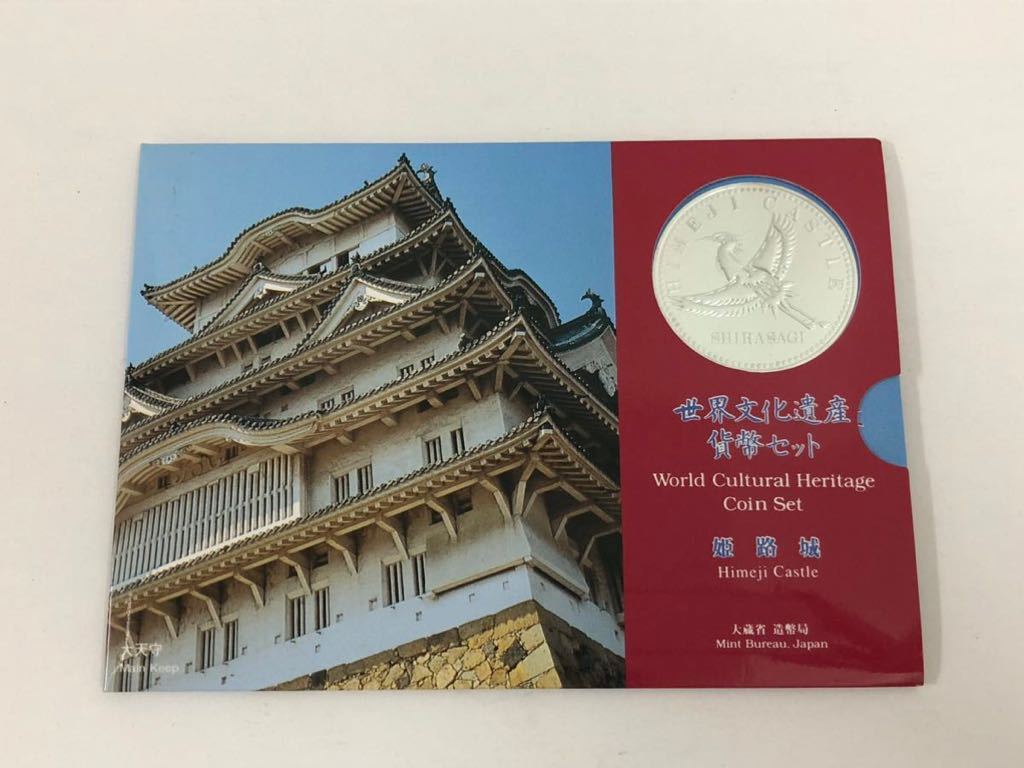 HIMEJI CASTLE
SHIRASAGI
世界文化遺産
貨幣セット
World Cultural Heritage
Coin Set
姫路城
Himeji Castle
大蔵省 造幣局
Mint Bureau, Japan
大天守
Main Keep